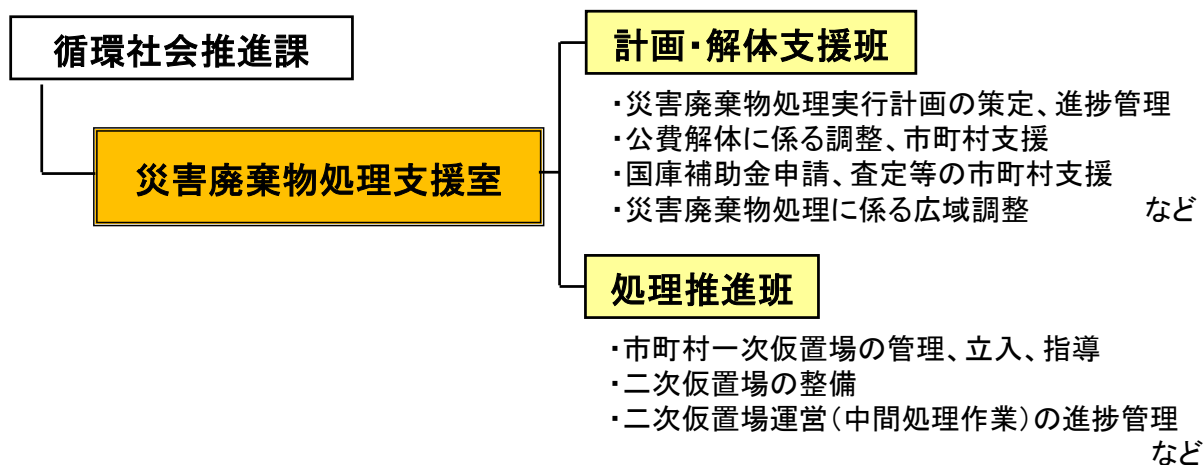 循環社会推進課
災害廃棄物処理支援室
計画・解体支援班
・災害廃棄物処理実行計画の策定、進捗管理
・公費解体に係る調整、市町村支援
・国庫補助金申請、査定等の市町村支援
・災害廃棄物処理に係る広域調整　　　　など
処理推進班
・市町村一次仮置場の管理、立入、指導
・二次仮置場の整備
・二次仮置場運営（中間処理作業）の進捗管理
など